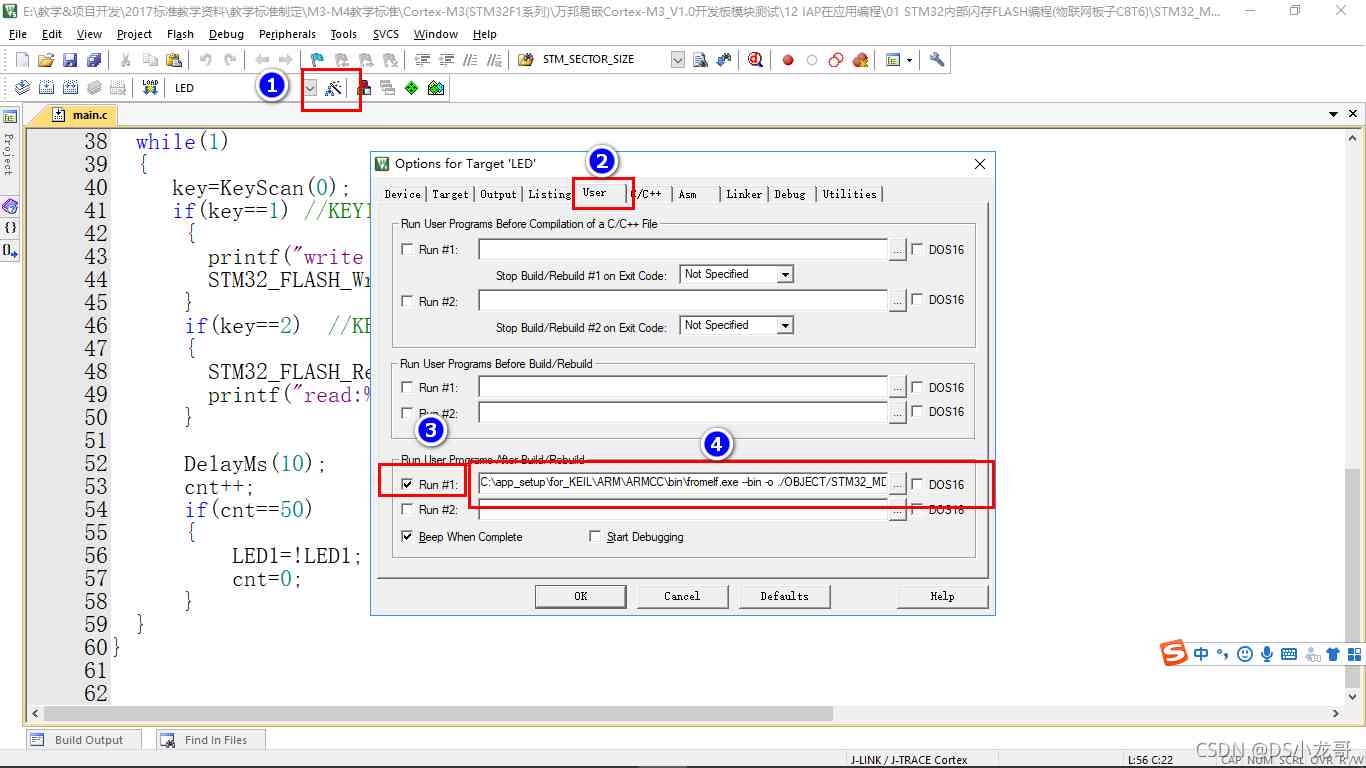 E:\教学&项目开发\2017标准教学资料\教学标准制定\M3-M4教学标准\Cortex-M3(STM32F1系列)\万邦易嵌Cortex-M3_V1.0开发板模块测试\12 IAP在应用编程\01 STM32内部闪存FLASH编程(物联网板子C8T6)\STM32_M...
File Edit View Project Flash Debug Peripherals Tools SVCS Window Help
STM_SECTOR_SIZE
LOAD LED 1
main.c
Project
38 while(1)
39 {
40 key=KeyScan(0);
41 if(key==1) //KEY1
42 {
43 printf("write
44 STM32_FLASH_Wr
45 }
46 if(key==2) //KE
47 {
48 STM32_FLASH_Re
49 printf("read:%
50 }
51
52 DelayMs(10);
53 cnt++;
54 if(cnt==50)
55 {
56 LED1=!LED1;
57 cnt=0;
58 }
59 }
60 }
61
62
Options for Target 'LED'
2
Device Target Output Listing User C/C++ Asm Linker Debug Utilities
Run User Programs Before Compilation of a C/C++ File
Run #1: ... DOS16
Stop Build/Rebuild #1 on Exit Code: Not Specified
Run #2: ... DOS16
Stop Build/Rebuild #2 on Exit Code: Not Specified
Run User Programs Before Build/Rebuild
Run #1: ... DOS16
Run #2: ... DOS16
3 4
Run User Programs After Build/Rebuild
Run #1: C:\app_setup\for_KEIL\ARM\ARMCC\bin\fromelf.exe --bin -o ./OBJECT/STM32_MD ... DOS16
Run #2: ... DOS16
Beep When Complete Start Debugging
OK Cancel Defaults Help
中
Build Output Find In Files
J-LINK / J-TRACE Cortex L:56 C:22 CAP NUM SCRL OVR R/W
CSDN @DS小龙哥